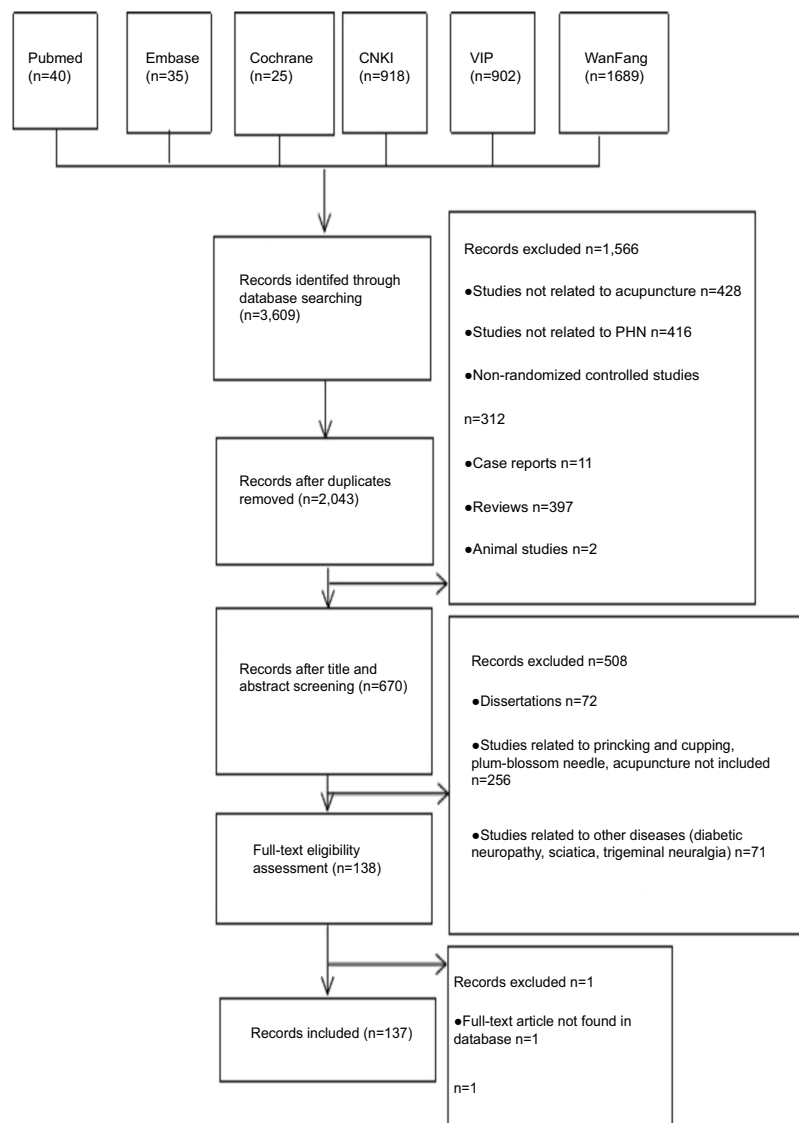 Pubmed
(n=40)
Embase
(n=35)
Cochrane
(n=25)
CNKI
(n=918)
VIP
(n=902)
WanFang
(n=1689)
Records identifed through
database searching
(n=3,609)
Records excluded n=1,566
●Studies not related to acupuncture n=428
●Studies not related to PHN n=416
●Non-randomized controlled studies
n=312
●Case reports n=11
●Reviews n=397
●Animal studies n=2
Records after duplicates
removed (n=2,043)
Records after title and
abstract screening (n=670)
Records excluded n=508
●Dissertations n=72
●Studies related to princking and cupping,
plum-blossom needle, acupuncture not included
n=256
●Studies related to other diseases (diabetic
neuropathy, sciatica, trigeminal neuralgia) n=71
Full-text eligibility
assessment (n=138)
Records excluded n=1
●Full-text article not found in
database n=1
n=1
Records included (n=137)